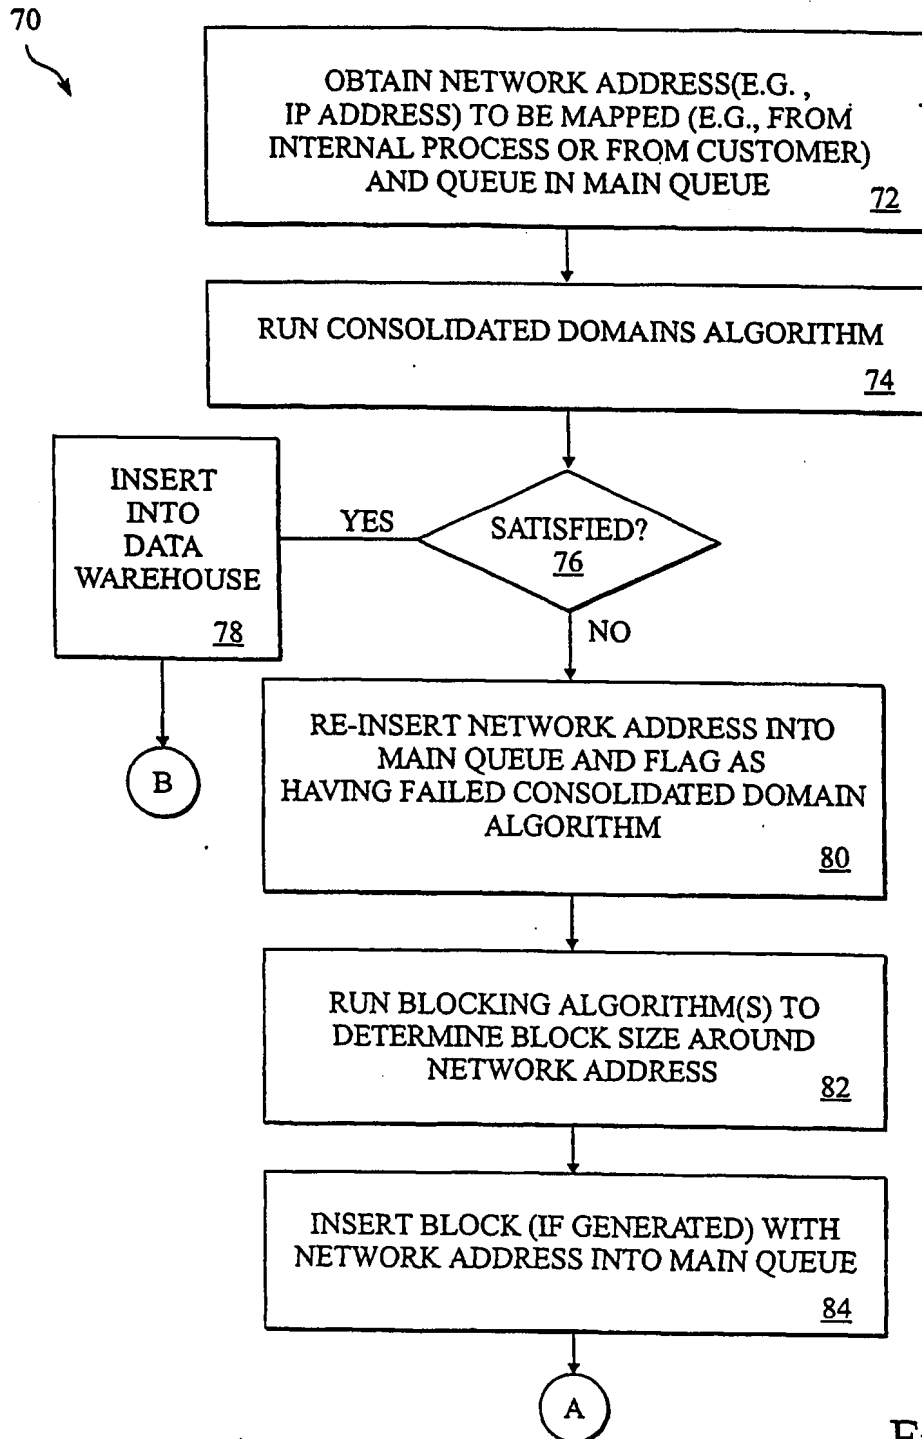 70
OBTAIN NETWORK ADDRESS(E.G. ,
IP ADDRESS) TO BE MAPPED (E.G., FROM
INTERNAL PROCESS OR FROM CUSTOMER)
AND QUEUE IN MAIN QUEUE
72
RUN CONSOLIDATED DOMAINS ALGORITHM
74
INSERT
INTO
DATA
WAREHOUSE
78
YES
SATISFIED?
76
NO
B
RE-INSERT NETWORK ADDRESS INTO
MAIN QUEUE AND FLAG AS
HAVING FAILED CONSOLIDATED DOMAIN
ALGORITHM
80
RUN BLOCKING ALGORITHM(S) TO
DETERMINE BLOCK SIZE AROUND
NETWORK ADDRESS
82
INSERT BLOCK (IF GENERATED) WITH
NETWORK ADDRESS INTO MAIN QUEUE
84
A